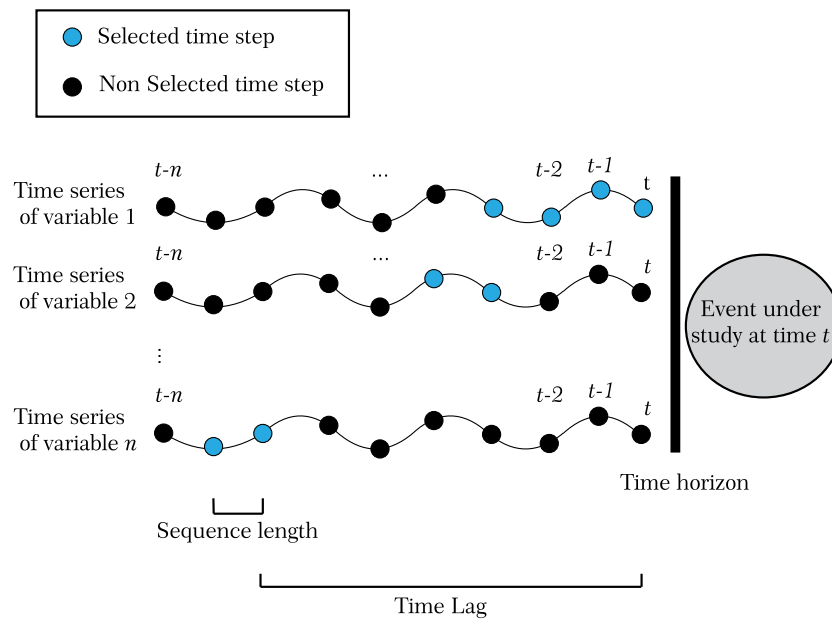 Selected time step
Non Selected time step
t-n ... t-2 t-1 t
Time series
of variable 1
t-n ... t-2 t-1 t
Time series
of variable 2
Event under
study at time t
⋮
t-n t-2 t-1 t
Time series
of variable n
Time horizon
Sequence length
Time Lag